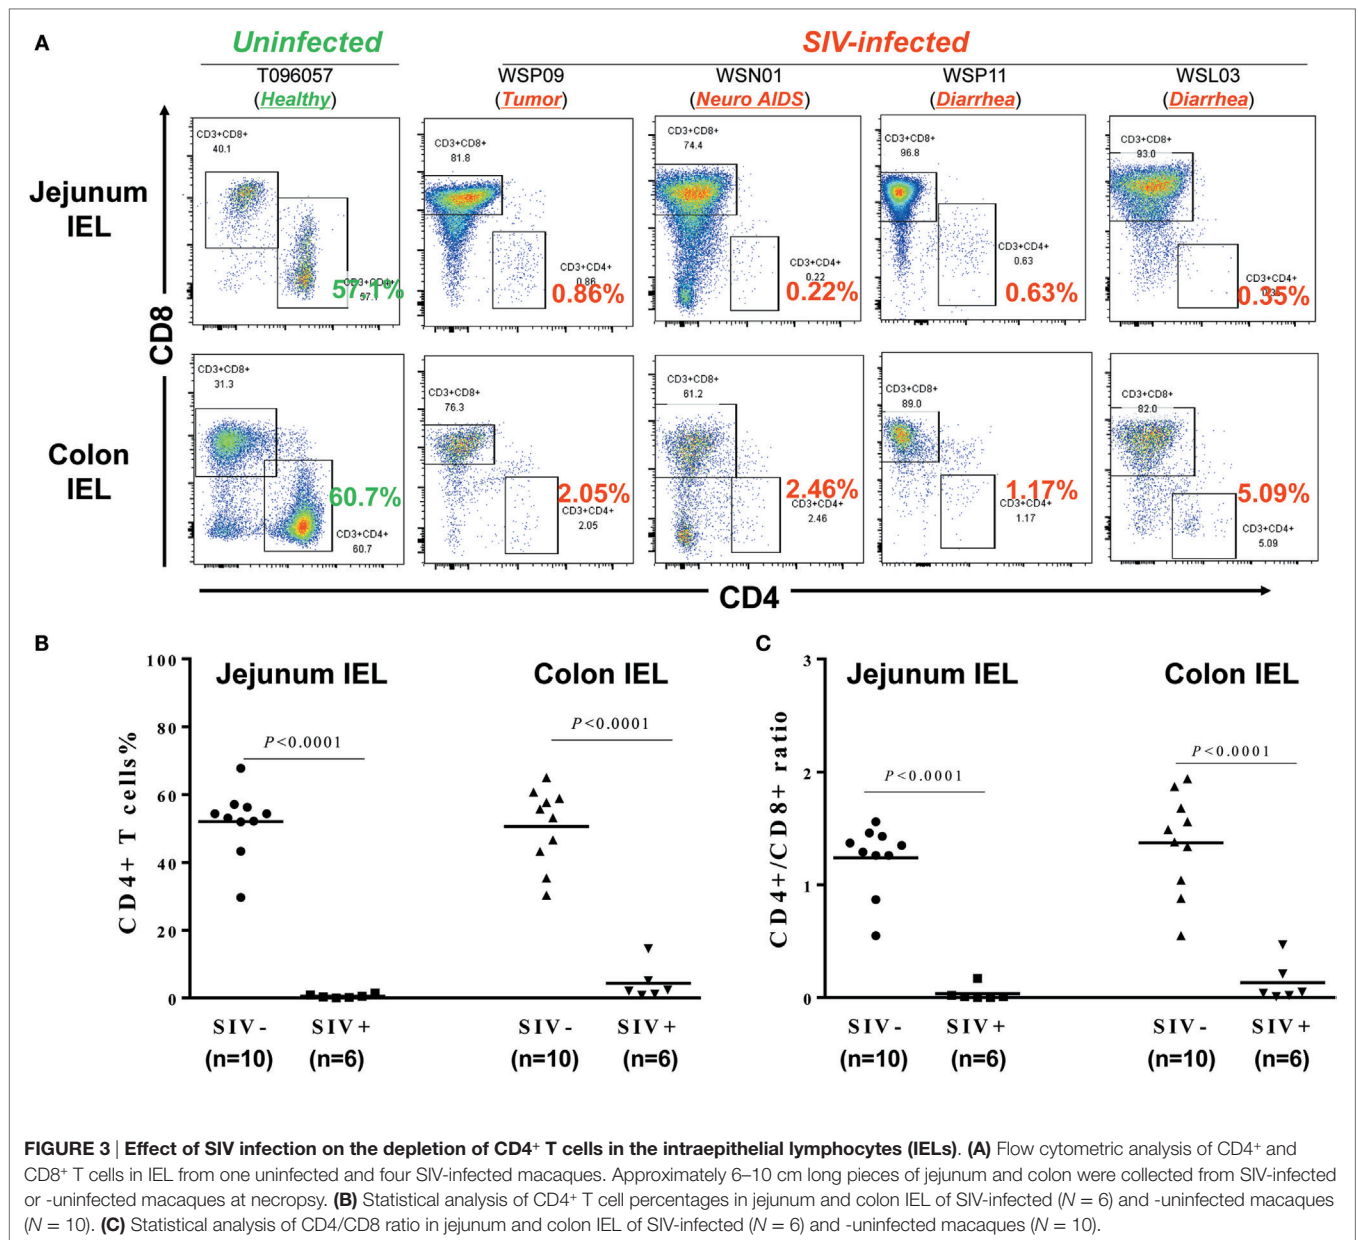 A
Uninfected
SIV-infected
T096057
(Healthy)
WSP09
(Tumor)
WSN01
(Neuro AIDS)
WSP11
(Diarrhea)
WSL03
(Diarrhea)
Jejunum
IEL
CD3+CD8+
40.1
CD3+CD4+
57.1
57.1%
CD3+CD8+
81.8
CD3+CD4+
0.86
0.86%
CD3+CD8+
74.4
CD3+CD4+
0.22
0.22%
CD3+CD8+
96.8
CD3+CD4+
0.63
0.63%
CD3+CD8+
93.0
CD3+CD4+
0.35%
CD8
Colon
IEL
CD3+CD8+
31.3
60.7%
CD3+CD4+
60.7
CD3+CD8+
76.3
2.05%
CD3+CD4+
2.05
CD3+CD8+
61.2
2.46%
CD3+CD4+
2.46
CD3+CD8+
89.0
1.17%
CD3+CD4+
1.17
CD3+CD8+
82.0
5.09%
CD3+CD4+
5.09
CD4
B
CD4+ T cells%
100
80
60
40
20
0
Jejunum IEL
Colon IEL
P<0.0001
P<0.0001
SIV-
SIV+
SIV-
SIV+
(n=10)
(n=6)
(n=10)
(n=6)
C
CD4+/CD8+ ratio
3
2
1
0
Jejunum IEL
Colon IEL
P<0.0001
P<0.0001
SIV-
SIV+
SIV-
SIV+
(n=10)
(n=6)
(n=10)
(n=6)
FIGURE 3 | Effect of SIV infection on the depletion of CD4⁺ T cells in the intraepithelial lymphocytes (IELs). (A) Flow cytometric analysis of CD4⁺ and
CD8⁺ T cells in IEL from one uninfected and four SIV-infected macaques. Approximately 6–10 cm long pieces of jejunum and colon were collected from SIV-infected
or -uninfected macaques at necropsy. (B) Statistical analysis of CD4⁺ T cell percentages in jejunum and colon IEL of SIV-infected (N = 6) and -uninfected macaques
(N = 10). (C) Statistical analysis of CD4/CD8 ratio in jejunum and colon IEL of SIV-infected (N = 6) and -uninfected macaques (N = 10).